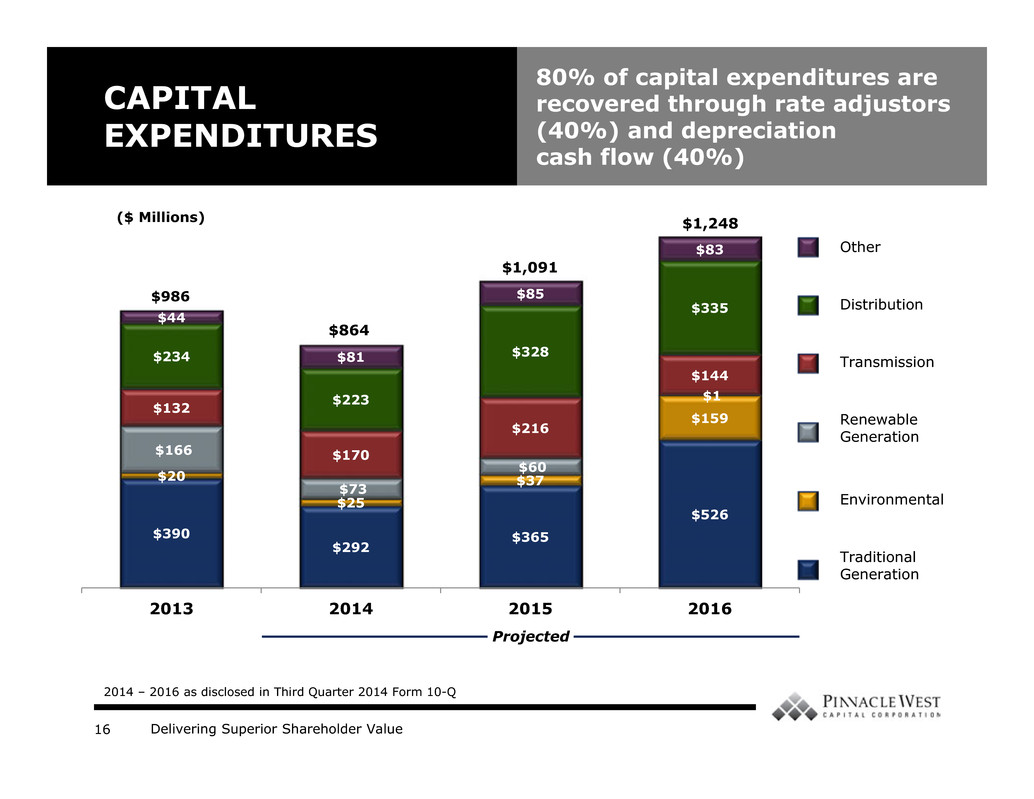 CAPITAL
EXPENDITURES
80% of capital expenditures are
recovered through rate adjustors
(40%) and depreciation
cash flow (40%)
($ Millions)
$986
$44
$234
$132
$166
$20
$390
$864
$81
$223
$170
$73
$25
$292
$1,091
$85
$328
$216
$60
$37
$365
$1,248
$83
$335
$144
$1
$159
$526
Other
Distribution
Transmission
Renewable
Generation
Environmental
Traditional
Generation
2013 2014 2015 2016
Projected
2014 – 2016 as disclosed in Third Quarter 2014 Form 10-Q
PINNACLE WEST
CAPITAL CORPORATION
16 Delivering Superior Shareholder Value